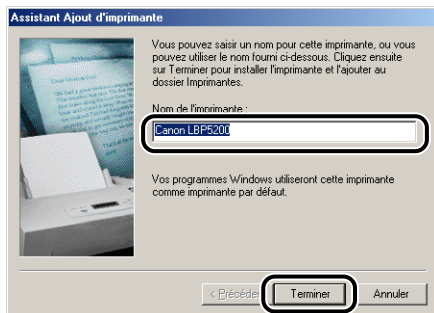 Assistant Ajout d'imprimante
Vous pouvez saisir un nom pour cette imprimante, ou vous
pouvez utiliser le nom fourni ci-dessous. Cliquez ensuite
sur Terminer pour installer l'imprimante et l'ajouter au
dossier Imprimantes.
Nom de l'imprimante :
Canon LBP5200
Vos programmes Windows utiliseront cette imprimante
comme imprimante par défaut.
< Précéde Terminer Annuler